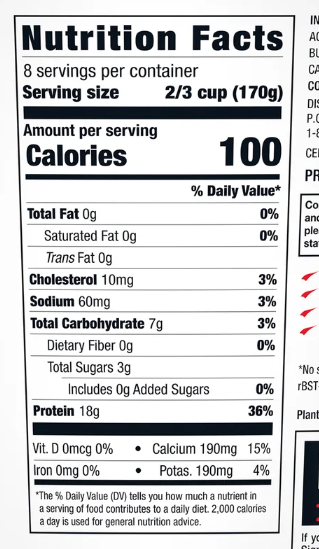 Nutrition Facts
8 servings per container
Serving size 2/3 cup (170g)
Amount per serving
Calories 100
% Daily Value*
Total Fat 0g 0%
Saturated Fat 0g 0%
Trans Fat 0g
Cholesterol 10mg 3%
Sodium 60mg 3%
Total Carbohydrate 7g 3%
Dietary Fiber 0g 0%
Total Sugars 3g
Includes 0g Added Sugars 0%
Protein 18g 36%
Vit. D 0mcg 0% • Calcium 190mg 15%
Iron 0mg 0% • Potas. 190mg 4%
*The % Daily Value (DV) tells you how much a nutrient in
a serving of food contributes to a daily diet. 2,000 calories
a day is used for general nutrition advice.
IN
AC
BU
CA
CO
DIS
P.O
1-8
CE
PR
Co
and
ple
sta
*No s
rBST
Plant
If yo